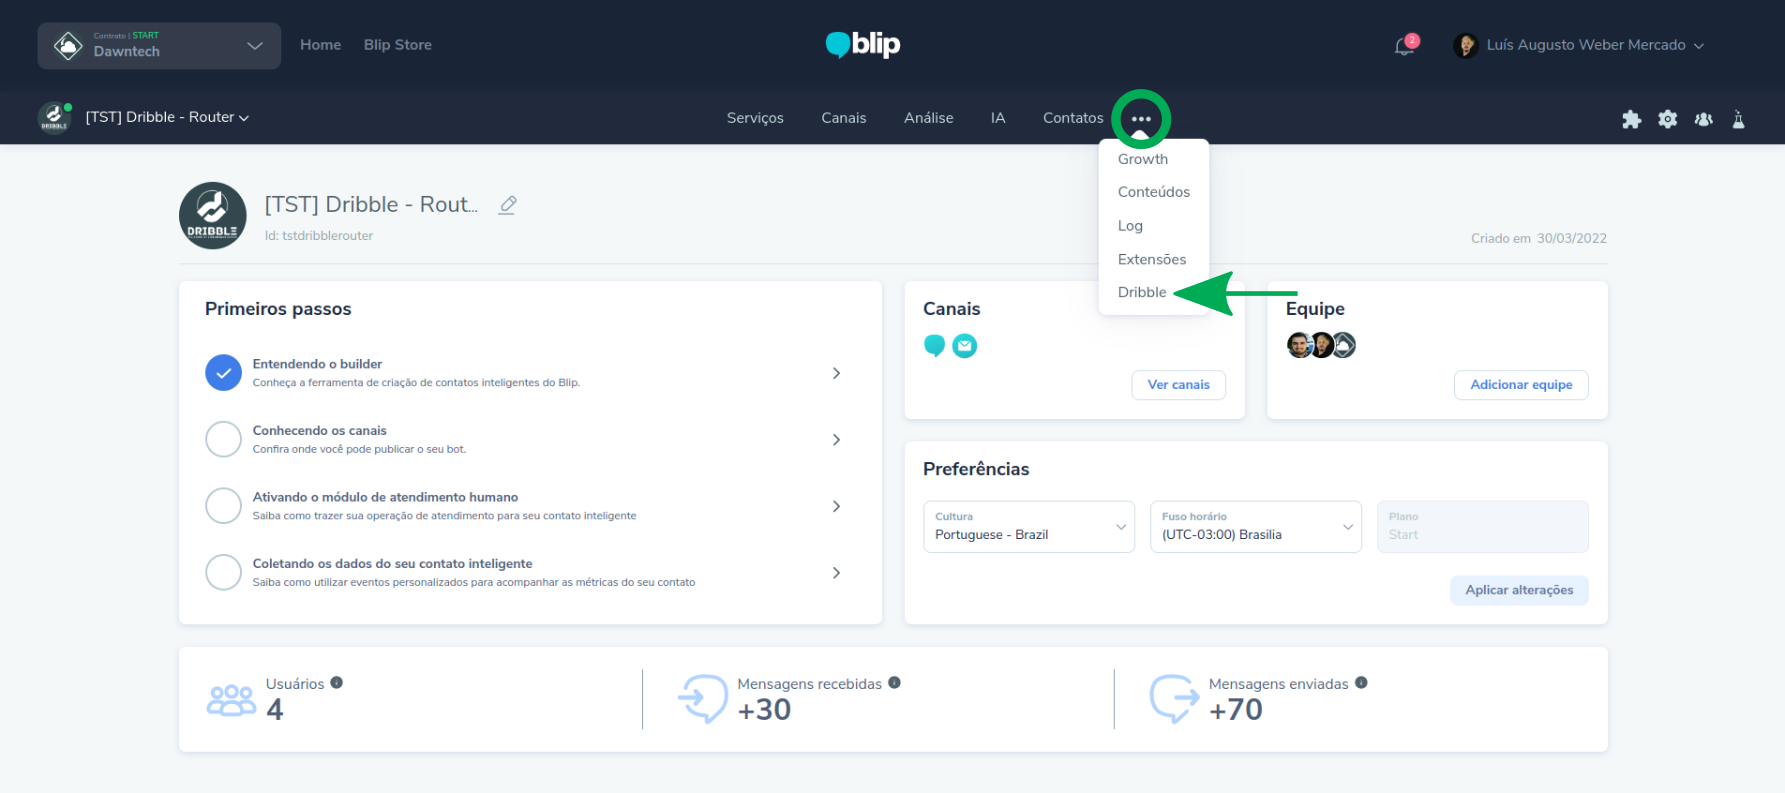 Contrato | START
Dawntech
Home
Blip Store
blip
2
Luís Augusto Weber Mercado
DRIBBLE
[TST] Dribble - Router
Serviços
Canais
Análise
IA
Contatos
Growth
Conteúdos
Log
Extensões
Dribble
DRIBBLE
[TST] Dribble - Rout...
Id: tstdribblerouter
Criado em 30/03/2022
Primeiros passos
Entendendo o builder
Conheça a ferramenta de criação de contatos inteligentes do Blip.
Conhecendo os canais
Confira onde você pode publicar o seu bot.
Ativando o módulo de atendimento humano
Saiba como trazer sua operação de atendimento para seu contato inteligente
Coletando os dados do seu contato inteligente
Saiba como utilizar eventos personalizados para acompanhar as métricas do seu contato
Canais
Ver canais
Equipe
Adicionar equipe
Preferências
Cultura
Portuguese - Brazil
Fuso horário
(UTC-03:00) Brasilia
Plano
Start
Aplicar alterações
Usuários
4
Mensagens recebidas
+30
Mensagens enviadas
+70